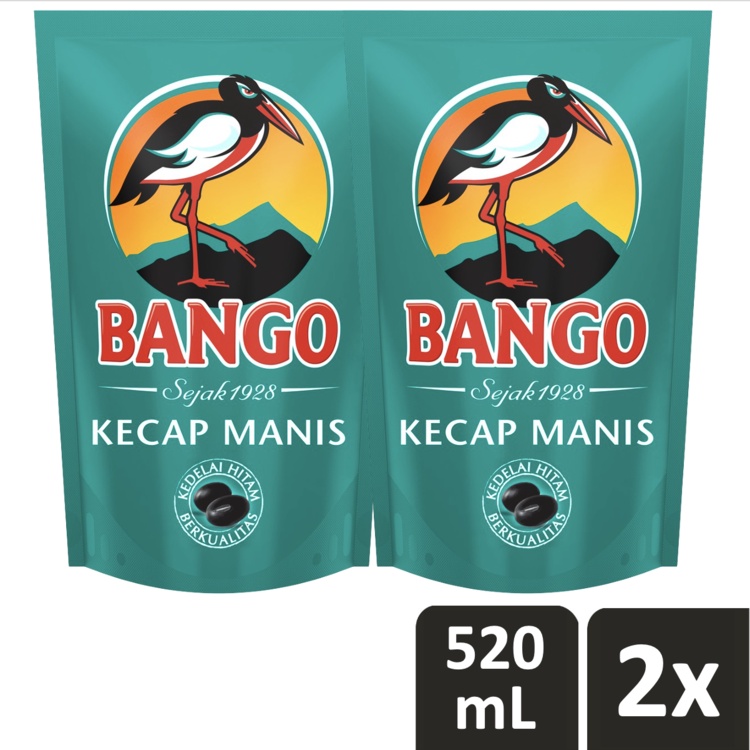 BANGO
Sejak 1928
KECAP MANIS
KEDELAI HITAM
BERKUALITAS
BANGO
Sejak 1928
KECAP MANIS
KEDELAI HITAM
BERKUALITAS
520
mL
2x